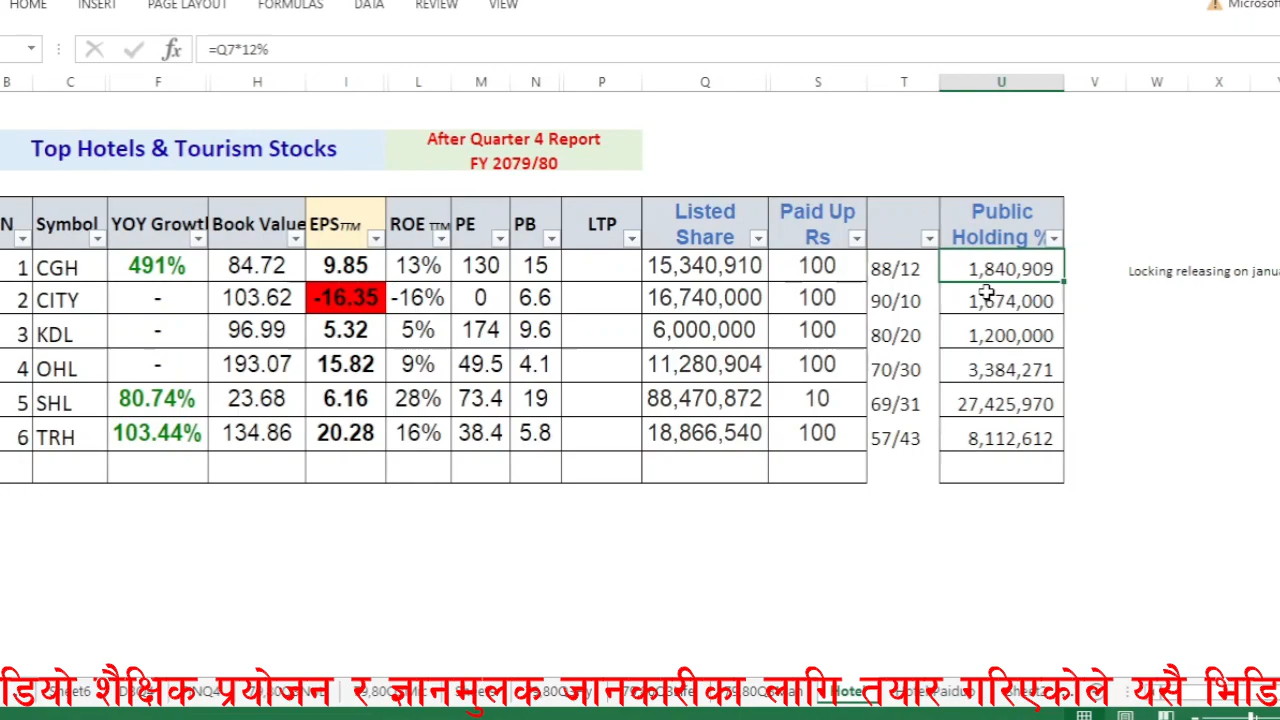 HOME INSERT PAGE LAYOUT FORMULAS DATA REVIEW VIEW Microsof
fx =Q7*12%
B C F H I L M N P Q S T U V W X
Top Hotels & Tourism Stocks
After Quarter 4 Report
FY 2079/80
N Symbol YOY Growtl Book Value EPSTTM ROE TTM PE PB LTP Listed Share Paid Up Rs Public Holding %
1 CGH 491% 84.72 9.85 13% 130 15 15,340,910 100 88/12 1,840,909 Locking releasing on janua
2 CITY - 103.62 -16.35 -16% 0 6.6 16,740,000 100 90/10 1,674,000
3 KDL - 96.99 5.32 5% 174 9.6 6,000,000 100 80/20 1,200,000
4 OHL - 193.07 15.82 9% 49.5 4.1 11,280,904 100 70/30 3,384,271
5 SHL 80.74% 23.68 6.16 28% 73.4 19 88,470,872 10 69/31 27,425,970
6 TRH 103.44% 134.86 20.28 16% 38.4 5.8 18,866,540 100 57/43 8,112,612
डियो शैक्षिक प्रयोजन र ज्ञानमुलक जानकारीका लागि तयार गरिएकोले यसै भिडि